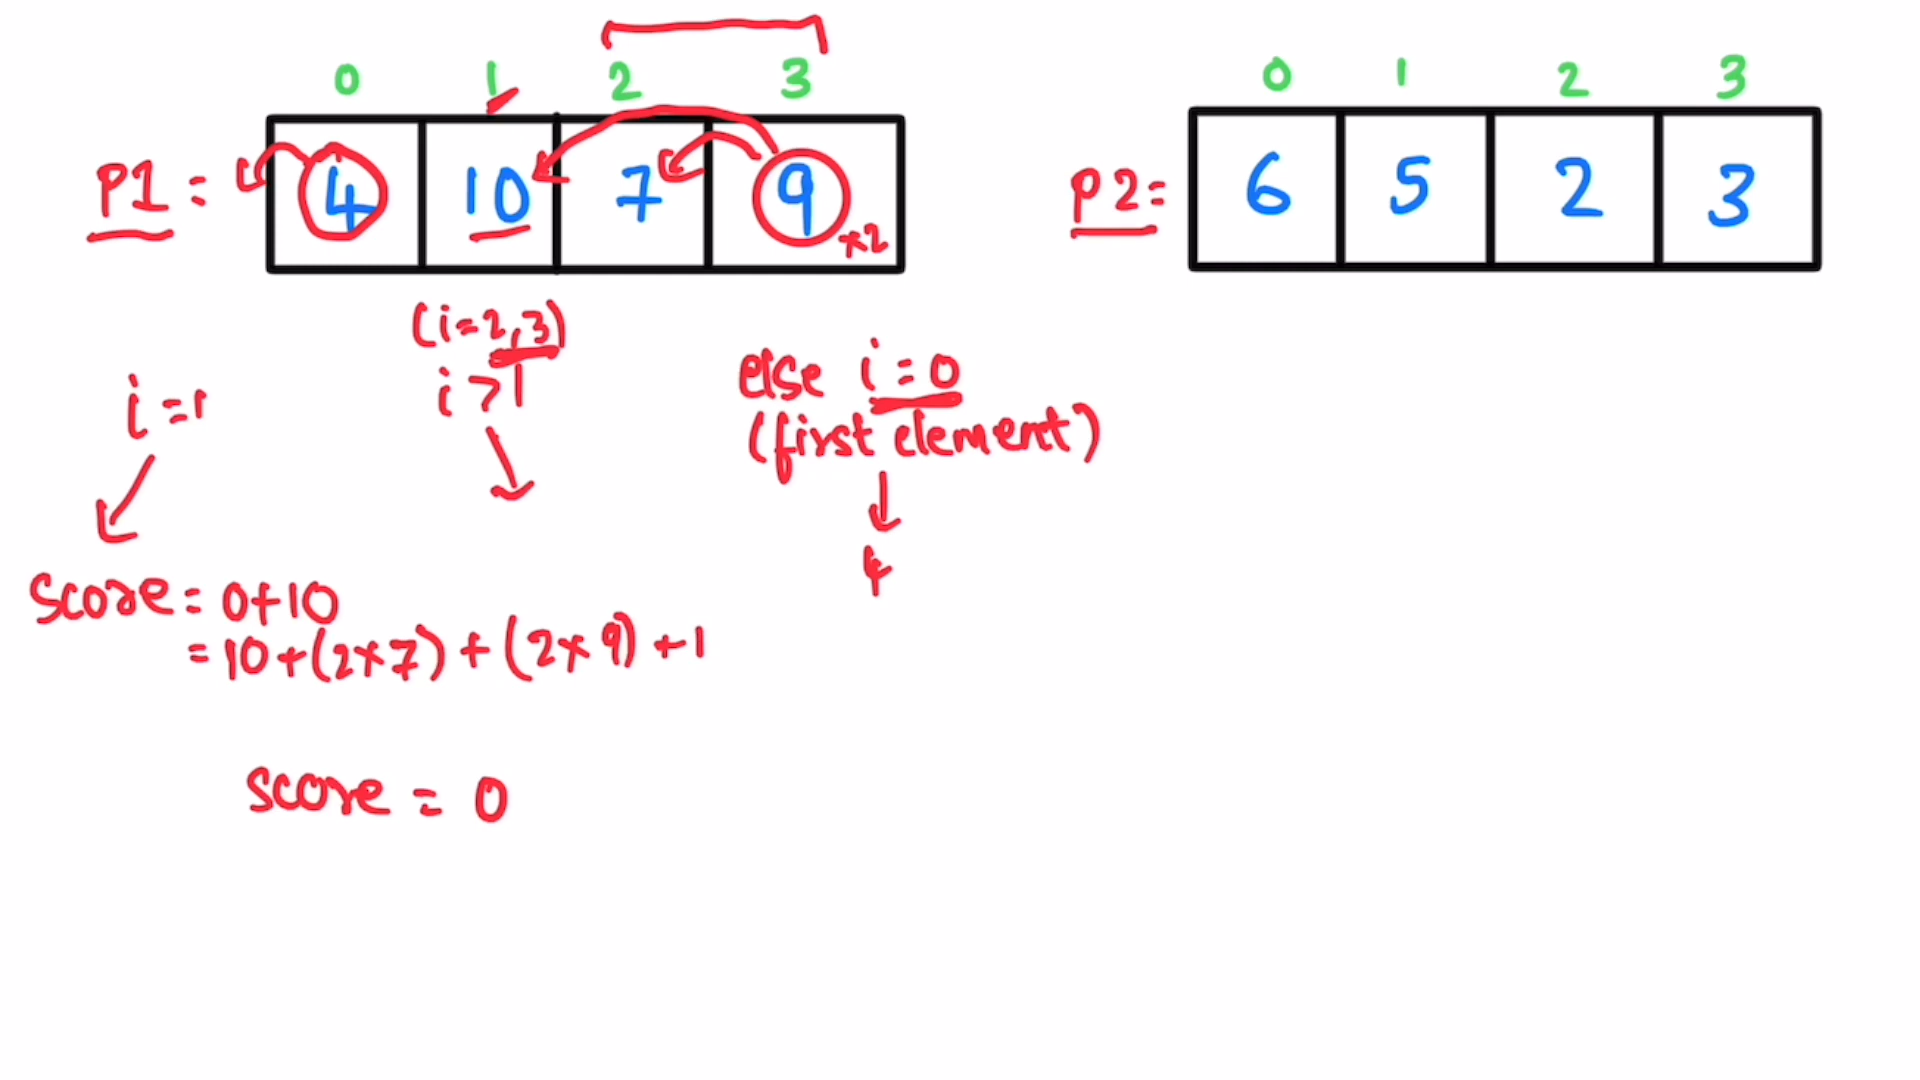 0 1 2 3
P1 : 4 10 7 9 x2
0 1 2 3
P2 = 6 5 2 3
(i=2,3)
i > 1
i = 1
else i = 0
(first element)
4
Score = 0+10
= 10+(2x7) + (2x9) +1
Score = 0